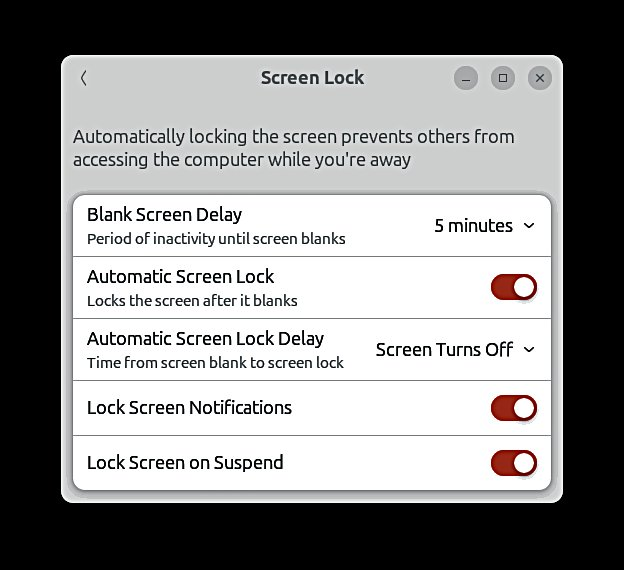 Screen Lock
Automatically locking the screen prevents others from
accessing the computer while you're away
Blank Screen Delay
Period of inactivity until screen blanks
5 minutes
Automatic Screen Lock
Locks the screen after it blanks
Automatic Screen Lock Delay
Time from screen blank to screen lock
Screen Turns Off
Lock Screen Notifications
Lock Screen on Suspend